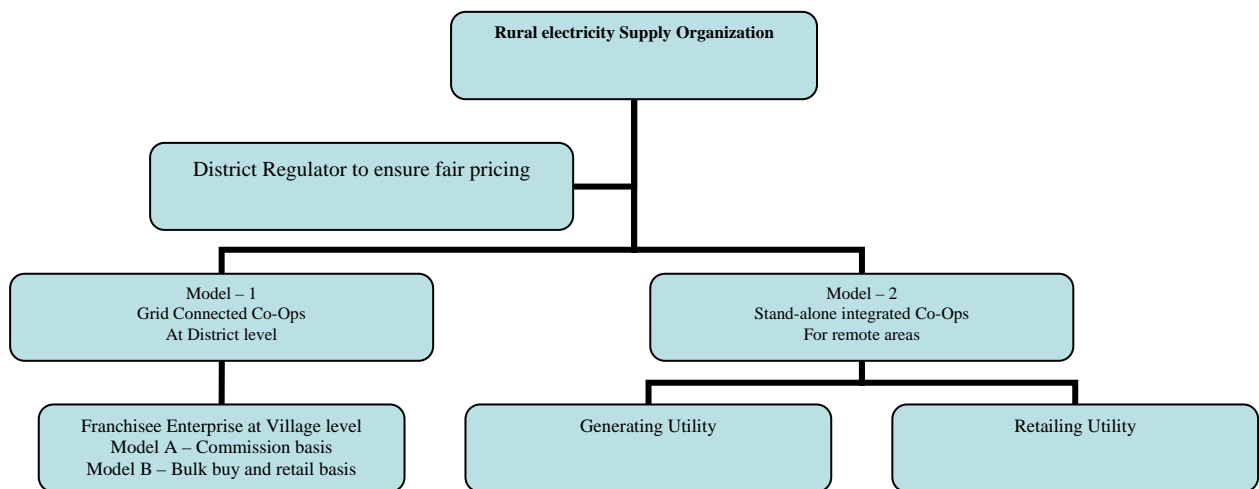 Rural electricity Supply Organization
District Regulator to ensure fair pricing
Model – 1
Grid Connected Co-Ops
At District level
Model – 2
Stand-alone integrated Co-Ops
For remote areas
Franchisee Enterprise at Village level
Model A – Commission basis
Model B – Bulk buy and retail basis
Generating Utility
Retailing Utility